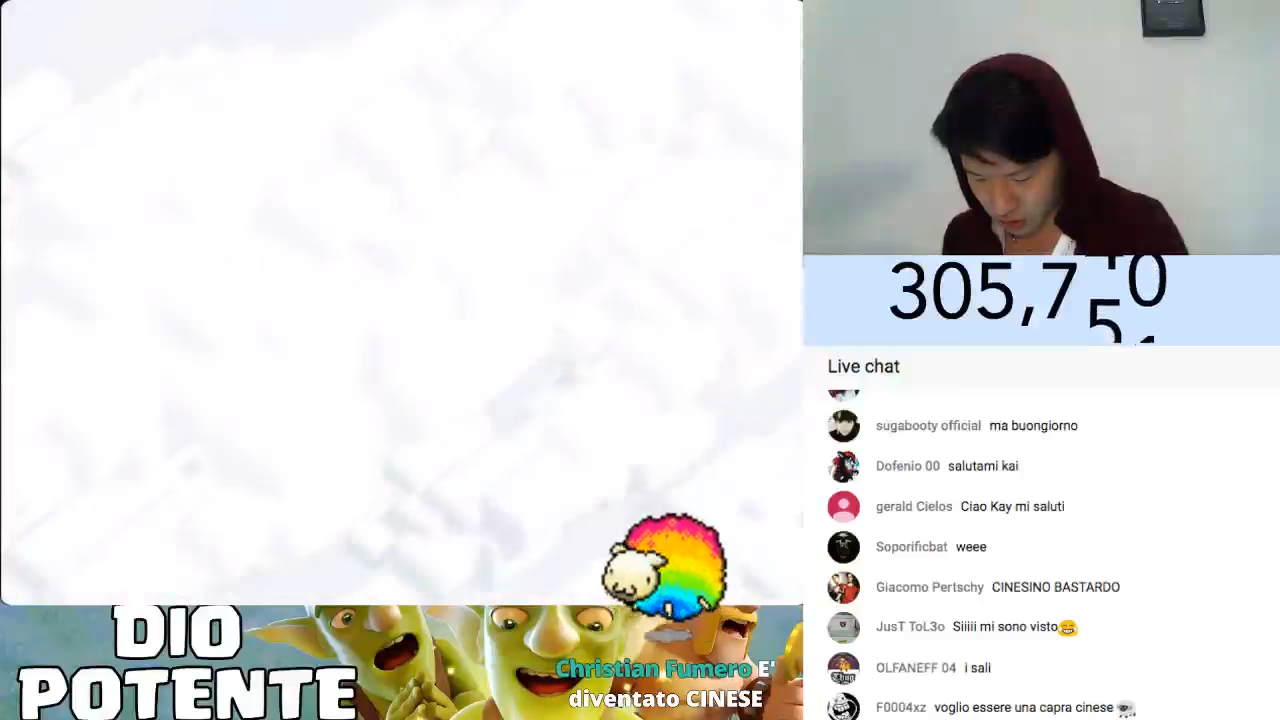 305,7
Live chat
sugabooty official ma buongiorno
Dofenio 00 salutami kai
gerald Cielos Ciao Kay mi saluti
Soporificbat weee
Giacomo Pertschy CINESINO BASTARDO
JusT ToL3o Siiiii mi sono visto😂
OLFANEFF 04 i sali
F0004xz voglio essere una capra cinese
DIO
POTENTE
Christian Fumero E'
diventato CINESE